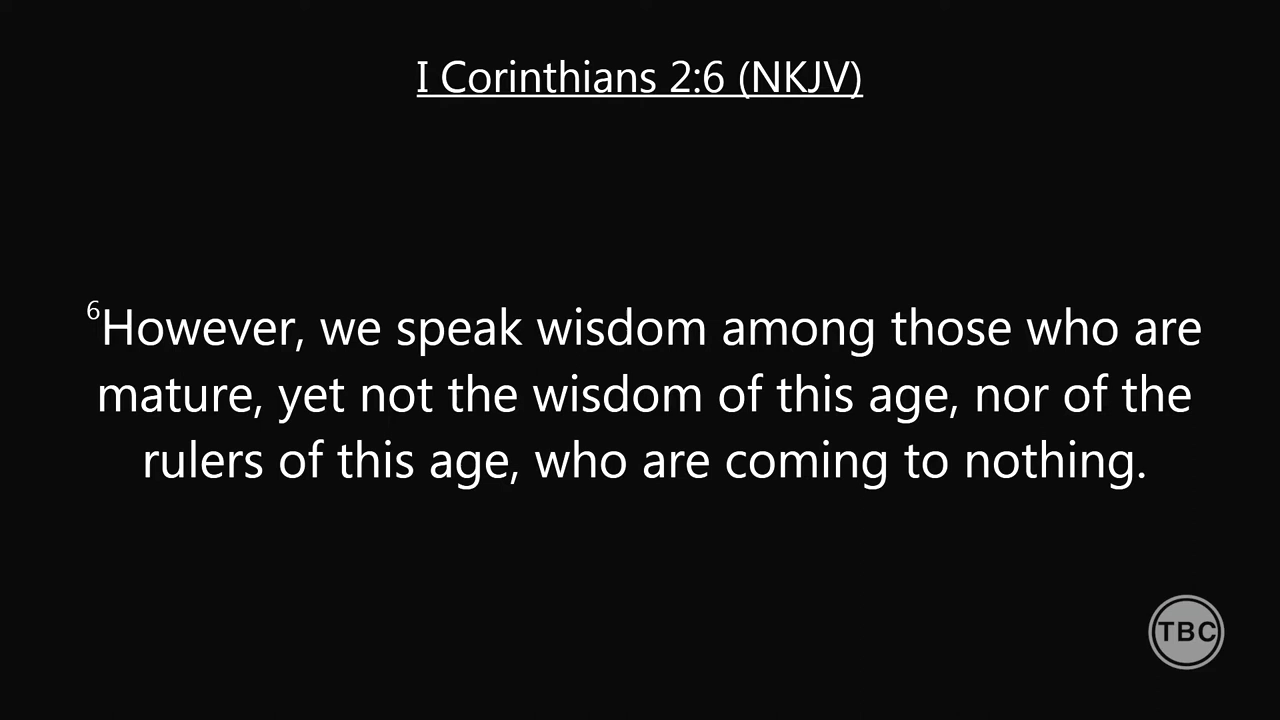 I Corinthians 2:6 (NKJV)
6However, we speak wisdom among those who are
mature, yet not the wisdom of this age, nor of the
rulers of this age, who are coming to nothing.
TBC